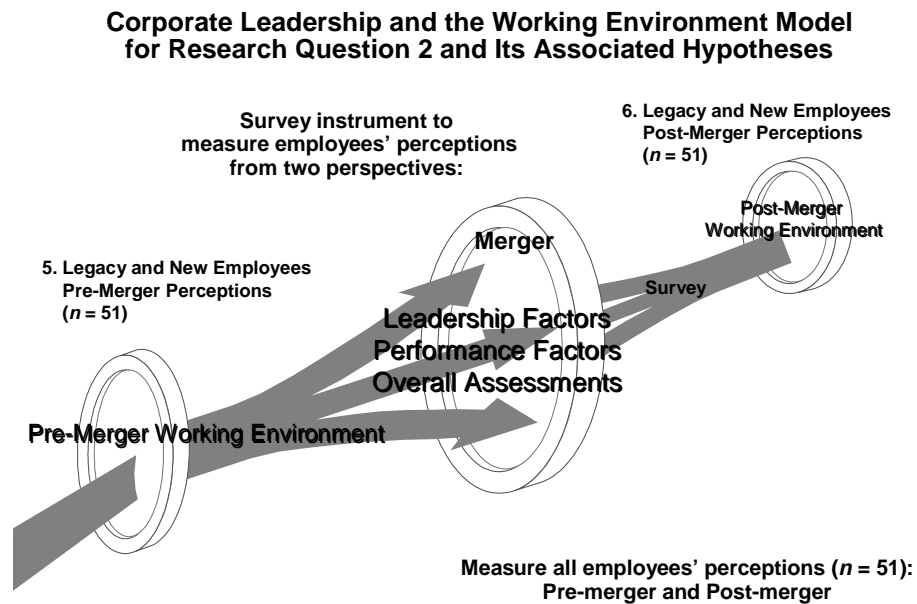 Corporate Leadership and the Working Environment Model
for Research Question 2 and Its Associated Hypotheses
Survey instrument to
measure employees’ perceptions
from two perspectives:
6. Legacy and New Employees
Post-Merger Perceptions
(n = 51)
Post-Merger
Working Environment
Merger
5. Legacy and New Employees
Pre-Merger Perceptions
(n = 51)
Survey
Leadership Factors
Performance Factors
Overall Assessments
Pre-Merger Working Environment
Measure all employees’ perceptions (n = 51):
Pre-merger and Post-merger